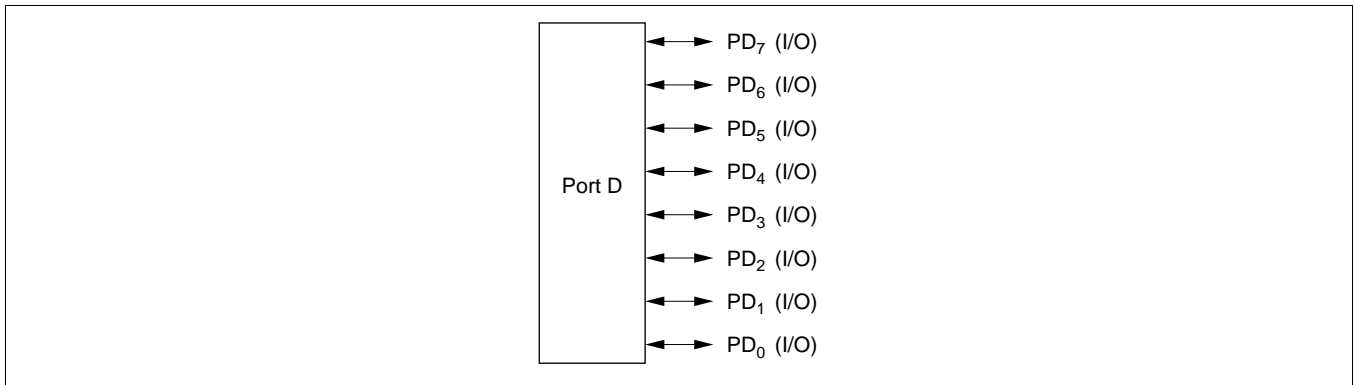 PD₇ (I/O)
PD₆ (I/O)
PD₅ (I/O)
PD₄ (I/O)
Port D
PD₃ (I/O)
PD₂ (I/O)
PD₁ (I/O)
PD₀ (I/O)